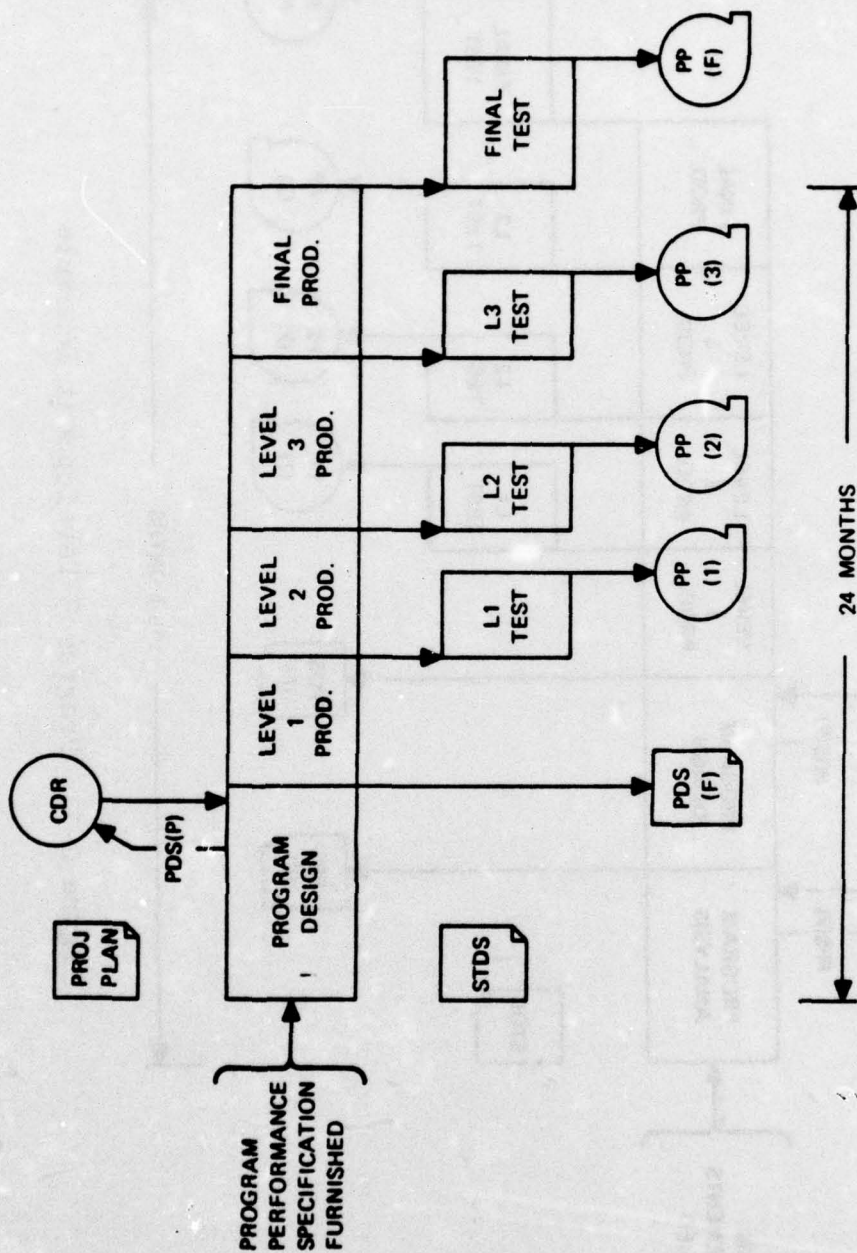 CDR
PROJ
PLAN
PDS(P)
PROGRAM
PERFORMANCE
SPECIFICATION
FURNISHED
PROGRAM
DESIGN
LEVEL
1
PROD.
LEVEL
2
PROD.
LEVEL
3
PROD.
FINAL
PROD.
STDS
L1
TEST
L2
TEST
L3
TEST
FINAL
TEST
PDS
(F)
PP
(1)
PP
(2)
PP
(3)
PP
(F)
24 MONTHS